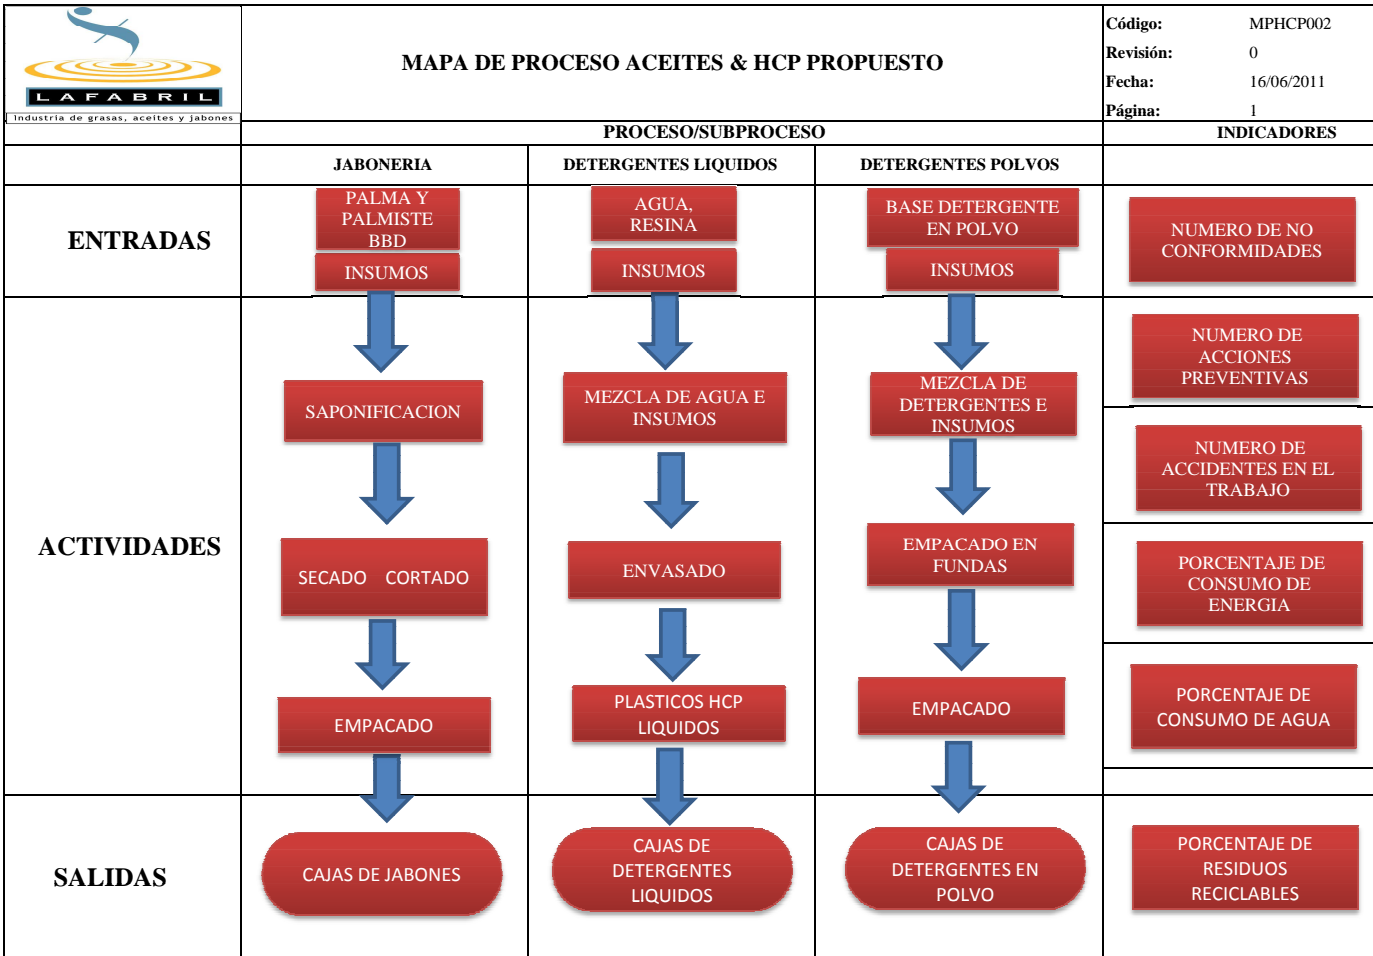 LAFABRIL
Industria de grasas, aceites y jabones
MAPA DE PROCESO ACEITES & HCP PROPUESTO
Código: MPHCP002
Revisión: 0
Fecha: 16/06/2011
Página: 1
PROCESO/SUBPROCESO
INDICADORES
JABONERIA
DETERGENTES LIQUIDOS
DETERGENTES POLVOS
ENTRADAS
PALMA Y
PALMISTE
BBD
INSUMOS
AGUA,
RESINA
INSUMOS
BASE DETERGENTE
EN POLVO
INSUMOS
NUMERO DE NO
CONFORMIDADES
ACTIVIDADES
SAPONIFICACION
SECADO CORTADO
EMPACADO
MEZCLA DE AGUA E
INSUMOS
ENVASADO
PLASTICOS HCP
LIQUIDOS
MEZCLA DE
DETERGENTES E
INSUMOS
EMPACADO EN
FUNDAS
EMPACADO
NUMERO DE
ACCIONES
PREVENTIVAS
NUMERO DE
ACCIDENTES EN EL
TRABAJO
PORCENTAJE DE
CONSUMO DE
ENERGIA
PORCENTAJE DE
CONSUMO DE AGUA
SALIDAS
CAJAS DE JABONES
CAJAS DE
DETERGENTES
LIQUIDOS
CAJAS DE
DETERGENTES EN
POLVO
PORCENTAJE DE
RESIDUOS
RECICLABLES